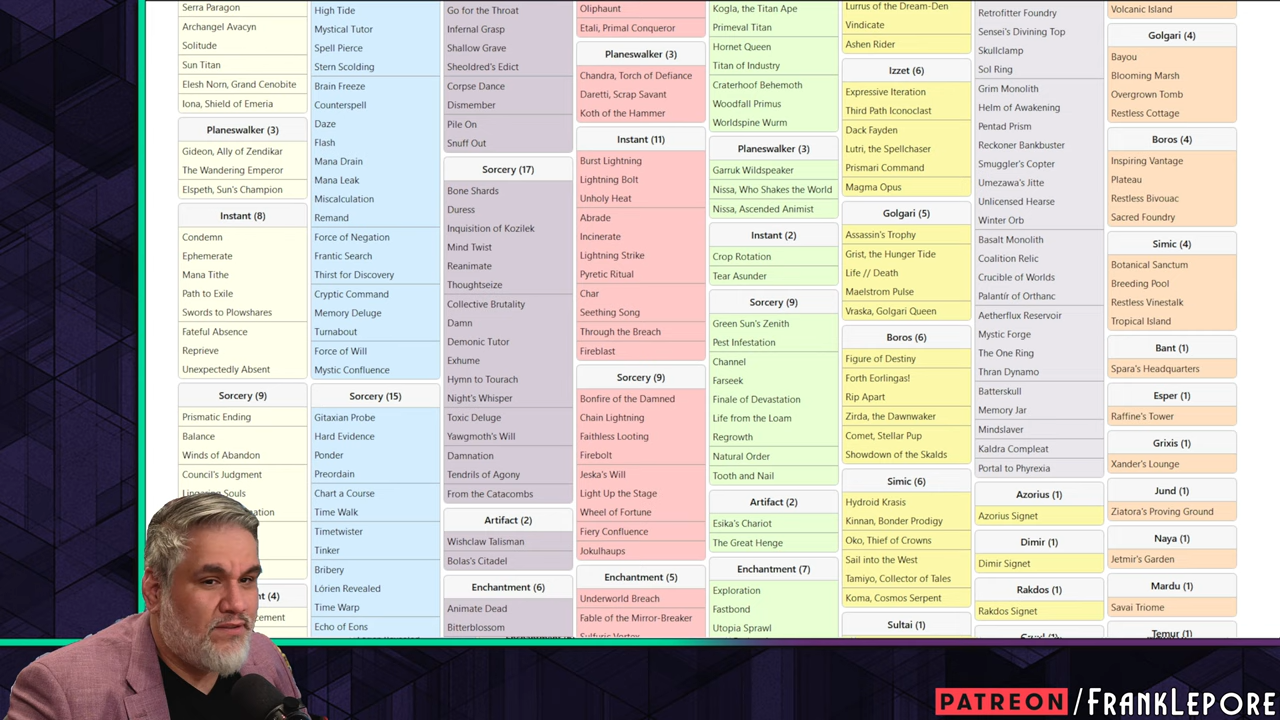 Serra Paragon
Archangel Avacyn
Solitude
Sun Titan
Elesh Norn, Grand Cenobite
Iona, Shield of Emeria
Planeswalker (3)
Gideon, Ally of Zendikar
The Wandering Emperor
Elspeth, Sun's Champion
Instant (8)
Condemn
Ephemerate
Mana Tithe
Path to Exile
Swords to Plowshares
Fateful Absence
Reprieve
Unexpectedly Absent
Sorcery (9)
Prismatic Ending
Balance
Winds of Abandon
Council's Judgment
Lingering Souls
High Tide
Mystical Tutor
Spell Pierce
Stern Scolding
Brain Freeze
Counterspell
Daze
Flash
Mana Drain
Mana Leak
Miscalculation
Remand
Force of Negation
Frantic Search
Thirst for Discovery
Cryptic Command
Memory Deluge
Turnabout
Force of Will
Mystic Confluence
Sorcery (15)
Gitaxian Probe
Hard Evidence
Ponder
Preordain
Chart a Course
Time Walk
Timetwister
Tinker
Bribery
Lórien Revealed
Time Warp
Echo of Eons
Go for the Throat
Infernal Grasp
Shallow Grave
Sheoldred's Edict
Corpse Dance
Dismember
Pile On
Snuff Out
Sorcery (17)
Bone Shards
Duress
Inquisition of Kozilek
Mind Twist
Reanimate
Thoughtseize
Collective Brutality
Damn
Demonic Tutor
Exhume
Hymn to Tourach
Night's Whisper
Toxic Deluge
Yawgmoth's Will
Damnation
Tendrils of Agony
From the Catacombs
Artifact (2)
Wishclaw Talisman
Bolas's Citadel
Enchantment (6)
Animate Dead
Bitterblossom
Oliphaunt
Etali, Primal Conqueror
Planeswalker (3)
Chandra, Torch of Defiance
Daretti, Scrap Savant
Koth of the Hammer
Instant (11)
Burst Lightning
Lightning Bolt
Unholy Heat
Abrade
Incinerate
Lightning Strike
Pyretic Ritual
Char
Seething Song
Through the Breach
Fireblast
Sorcery (9)
Bonfire of the Damned
Chain Lightning
Faithless Looting
Firebolt
Jeska's Will
Light Up the Stage
Wheel of Fortune
Fiery Confluence
Jokulhaups
Enchantment (5)
Underworld Breach
Fable of the Mirror-Breaker
Sulfuric Vortex
Kogla, the Titan Ape
Primeval Titan
Hornet Queen
Titan of Industry
Craterhoof Behemoth
Woodfall Primus
Worldspine Wurm
Planeswalker (3)
Garruk Wildspeaker
Nissa, Who Shakes the World
Nissa, Ascended Animist
Instant (2)
Crop Rotation
Tear Asunder
Sorcery (9)
Green Sun's Zenith
Pest Infestation
Channel
Farseek
Finale of Devastation
Life from the Loam
Regrowth
Natural Order
Tooth and Nail
Artifact (2)
Esika's Chariot
The Great Henge
Enchantment (7)
Exploration
Fastbond
Utopia Sprawl
Lurrus of the Dream-Den
Vindicate
Ashen Rider
Izzet (6)
Expressive Iteration
Third Path Iconoclast
Dack Fayden
Lutri, the Spellchaser
Prismari Command
Magma Opus
Golgari (5)
Assassin's Trophy
Grist, the Hunger Tide
Life // Death
Maelstrom Pulse
Vraska, Golgari Queen
Boros (6)
Figure of Destiny
Forth Eorlingas!
Rip Apart
Zirda, the Dawnwaker
Comet, Stellar Pup
Showdown of the Skalds
Simic (6)
Hydroid Krasis
Kinnan, Bonder Prodigy
Oko, Thief of Crowns
Sail into the West
Tamiyo, Collector of Tales
Koma, Cosmos Serpent
Sultai (1)
Retrofitter Foundry
Sensei's Divining Top
Skullclamp
Sol Ring
Grim Monolith
Helm of Awakening
Pentad Prism
Reckoner Bankbuster
Smuggler's Copter
Umezawa's Jitte
Unlicensed Hearse
Winter Orb
Basalt Monolith
Coalition Relic
Crucible of Worlds
Palantír of Orthanc
Aetherflux Reservoir
Mystic Forge
The One Ring
Thran Dynamo
Batterskull
Memory Jar
Mindslaver
Kaldra Compleat
Portal to Phyrexia
Azorius (1)
Azorius Signet
Dimir (1)
Dimir Signet
Rakdos (1)
Rakdos Signet
Gruul (1)
Volcanic Island
Golgari (4)
Bayou
Blooming Marsh
Overgrown Tomb
Restless Cottage
Boros (4)
Inspiring Vantage
Plateau
Restless Bivouac
Sacred Foundry
Simic (4)
Botanical Sanctum
Breeding Pool
Restless Vinestalk
Tropical Island
Bant (1)
Spara's Headquarters
Esper (1)
Raffine's Tower
Grixis (1)
Xander's Lounge
Jund (1)
Ziatora's Proving Ground
Naya (1)
Jetmir's Garden
Mardu (1)
Savai Triome
Temur (1)
PATREON/FRANKLEPORE